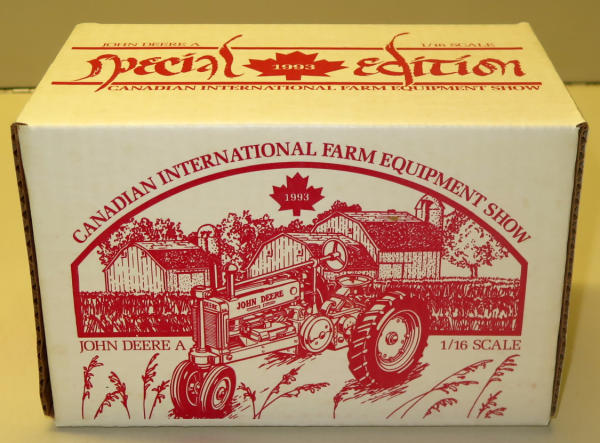 JOHN DEERE A 1/16 SCALE
Special 1993 Edition
CANADIAN INTERNATIONAL FARM EQUIPMENT SHOW
CANADIAN INTERNATIONAL FARM EQUIPMENT SHOW
1993
JOHN DEERE
JOHN DEERE A 1/16 SCALE